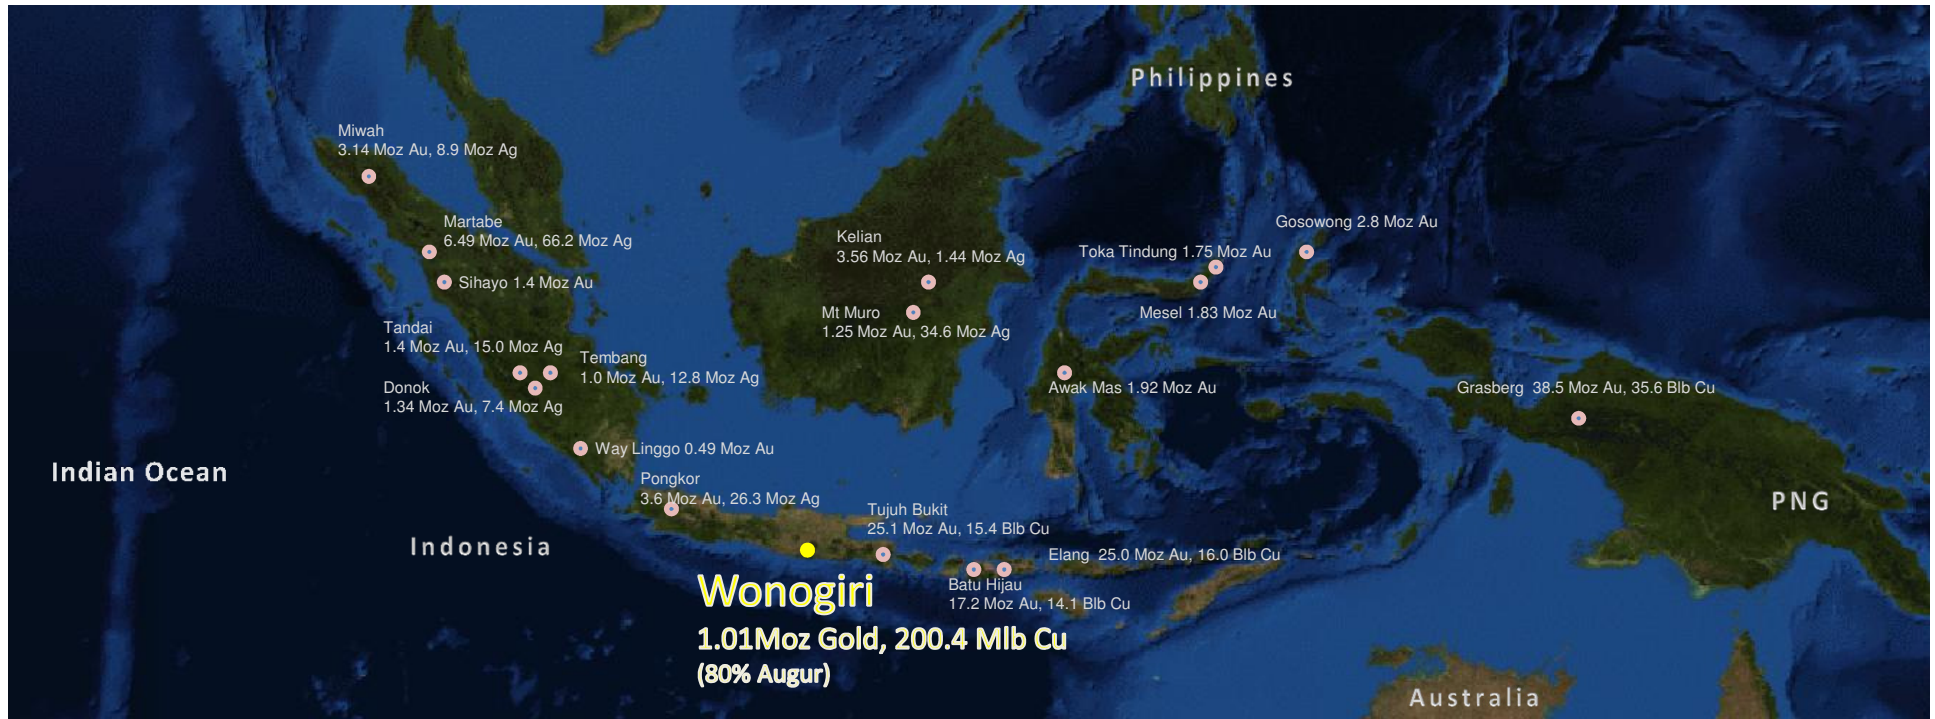 Philippines
Miwah
3.14 Moz Au, 8.9 Moz Ag
Martabe
6.49 Moz Au, 66.2 Moz Ag
Sihayo 1.4 Moz Au
Kelian
3.56 Moz Au, 1.44 Moz Ag
Mt Muro
1.25 Moz Au, 34.6 Moz Ag
Gosowong 2.8 Moz Au
Toka Tindung 1.75 Moz Au
Mesel 1.83 Moz Au
Tandai
1.4 Moz Au, 15.0 Moz Ag
Tembang
1.0 Moz Au, 12.8 Moz Ag
Donok
1.34 Moz Au, 7.4 Moz Ag
Awak Mas 1.92 Moz Au
Grasberg 38.5 Moz Au, 35.6 Blb Cu
Way Linggo 0.49 Moz Au
Indian Ocean
Pongkor
3.6 Moz Au, 26.3 Moz Ag
PNG
Tujuh Bukit
25.1 Moz Au, 15.4 Blb Cu
Indonesia
Elang 25.0 Moz Au, 16.0 Blb Cu
Batu Hijau
17.2 Moz Au, 14.1 Blb Cu
Wonogiri
1.01Moz Gold, 200.4 Mlb Cu
(80% Augur)
Australia